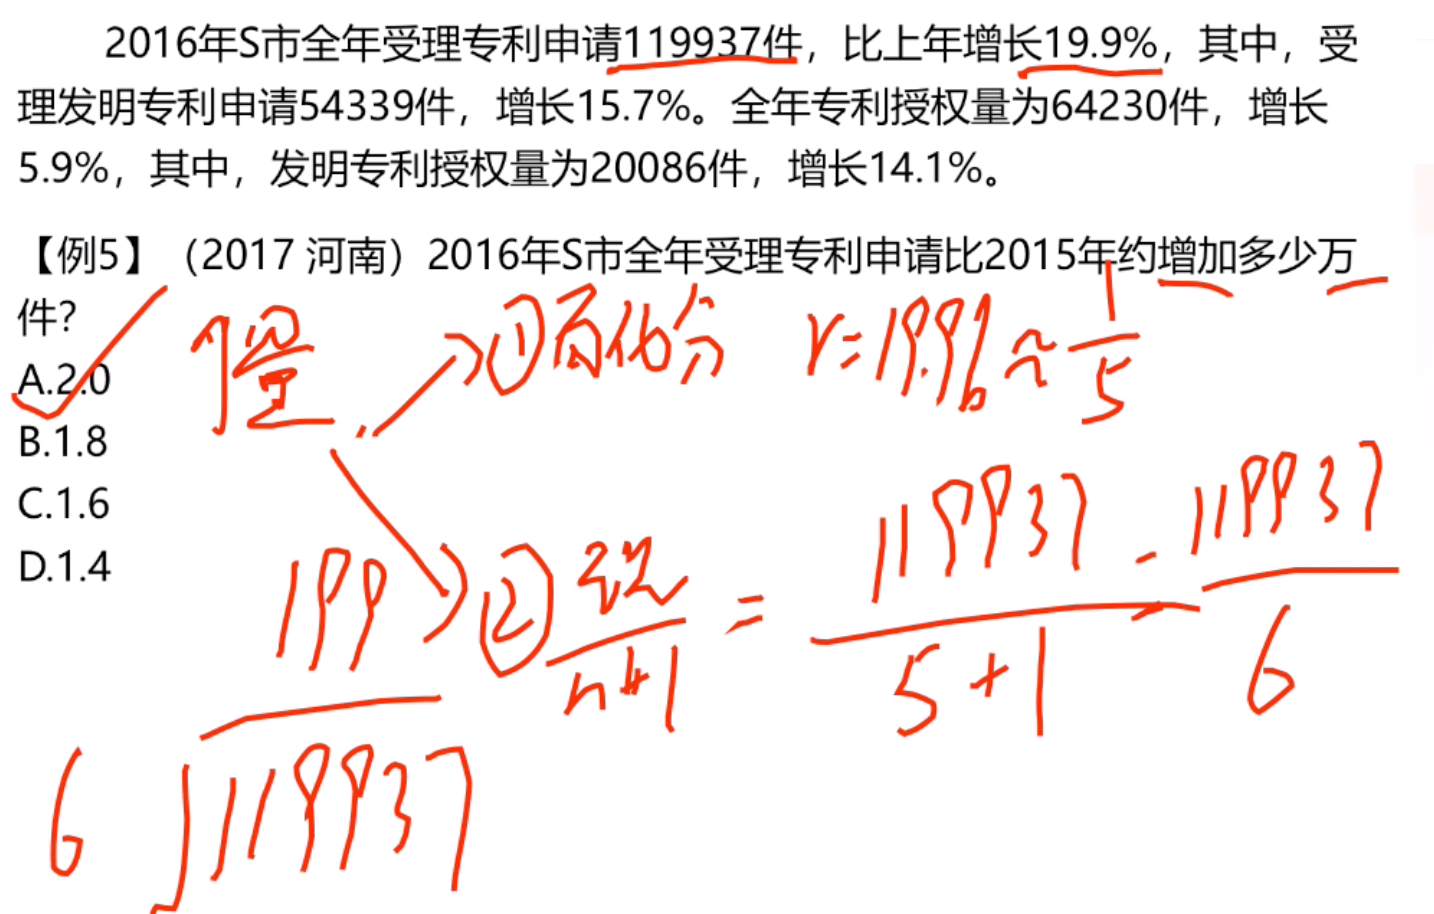 2016年S市全年受理专利申请119937件，比上年增长19.9%，其中，受
理发明专利申请54339件，增长15.7%。全年专利授权量为64230件，增长
5.9%，其中，发明专利授权量为20086件，增长14.1%。
【例5】（2017 河南）2016年S市全年受理专利申请比2015年约增加多少万
件？
A.2.0
B.1.8
C.1.6
D.1.4
增量
①百化分 r=19.9%≈1/5
②现/n+1 = 119937/5+1 = 119937/6
199
6 119937